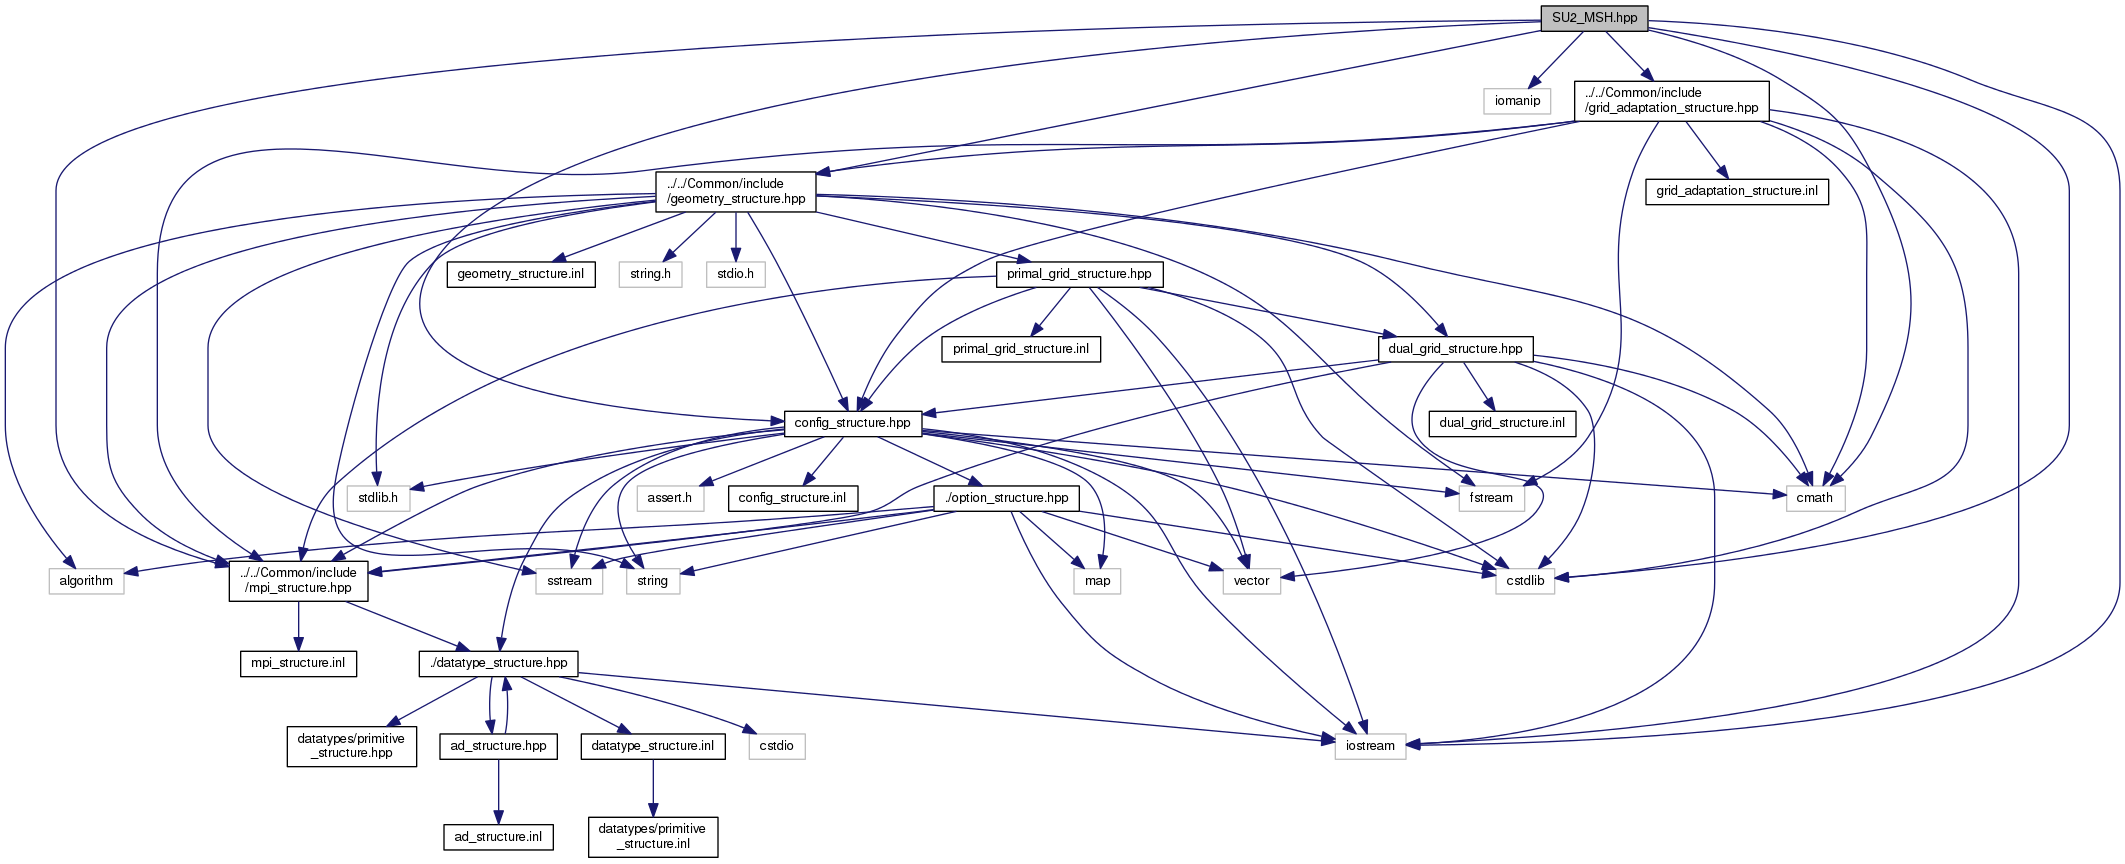 SU2_MSH.hpp
iomanip
../../Common/include
/grid_adaptation_structure.hpp
../../Common/include
/geometry_structure.hpp
grid_adaptation_structure.inl
geometry_structure.inl
string.h
stdio.h
primal_grid_structure.hpp
primal_grid_structure.inl
dual_grid_structure.hpp
config_structure.hpp
dual_grid_structure.inl
stdlib.h
assert.h
config_structure.inl
./option_structure.hpp
fstream
cmath
algorithm
../../Common/include
/mpi_structure.hpp
sstream
string
map
vector
cstdlib
mpi_structure.inl
./datatype_structure.hpp
datatypes/primitive
_structure.hpp
ad_structure.hpp
datatype_structure.inl
cstdio
iostream
ad_structure.inl
datatypes/primitive
_structure.inl